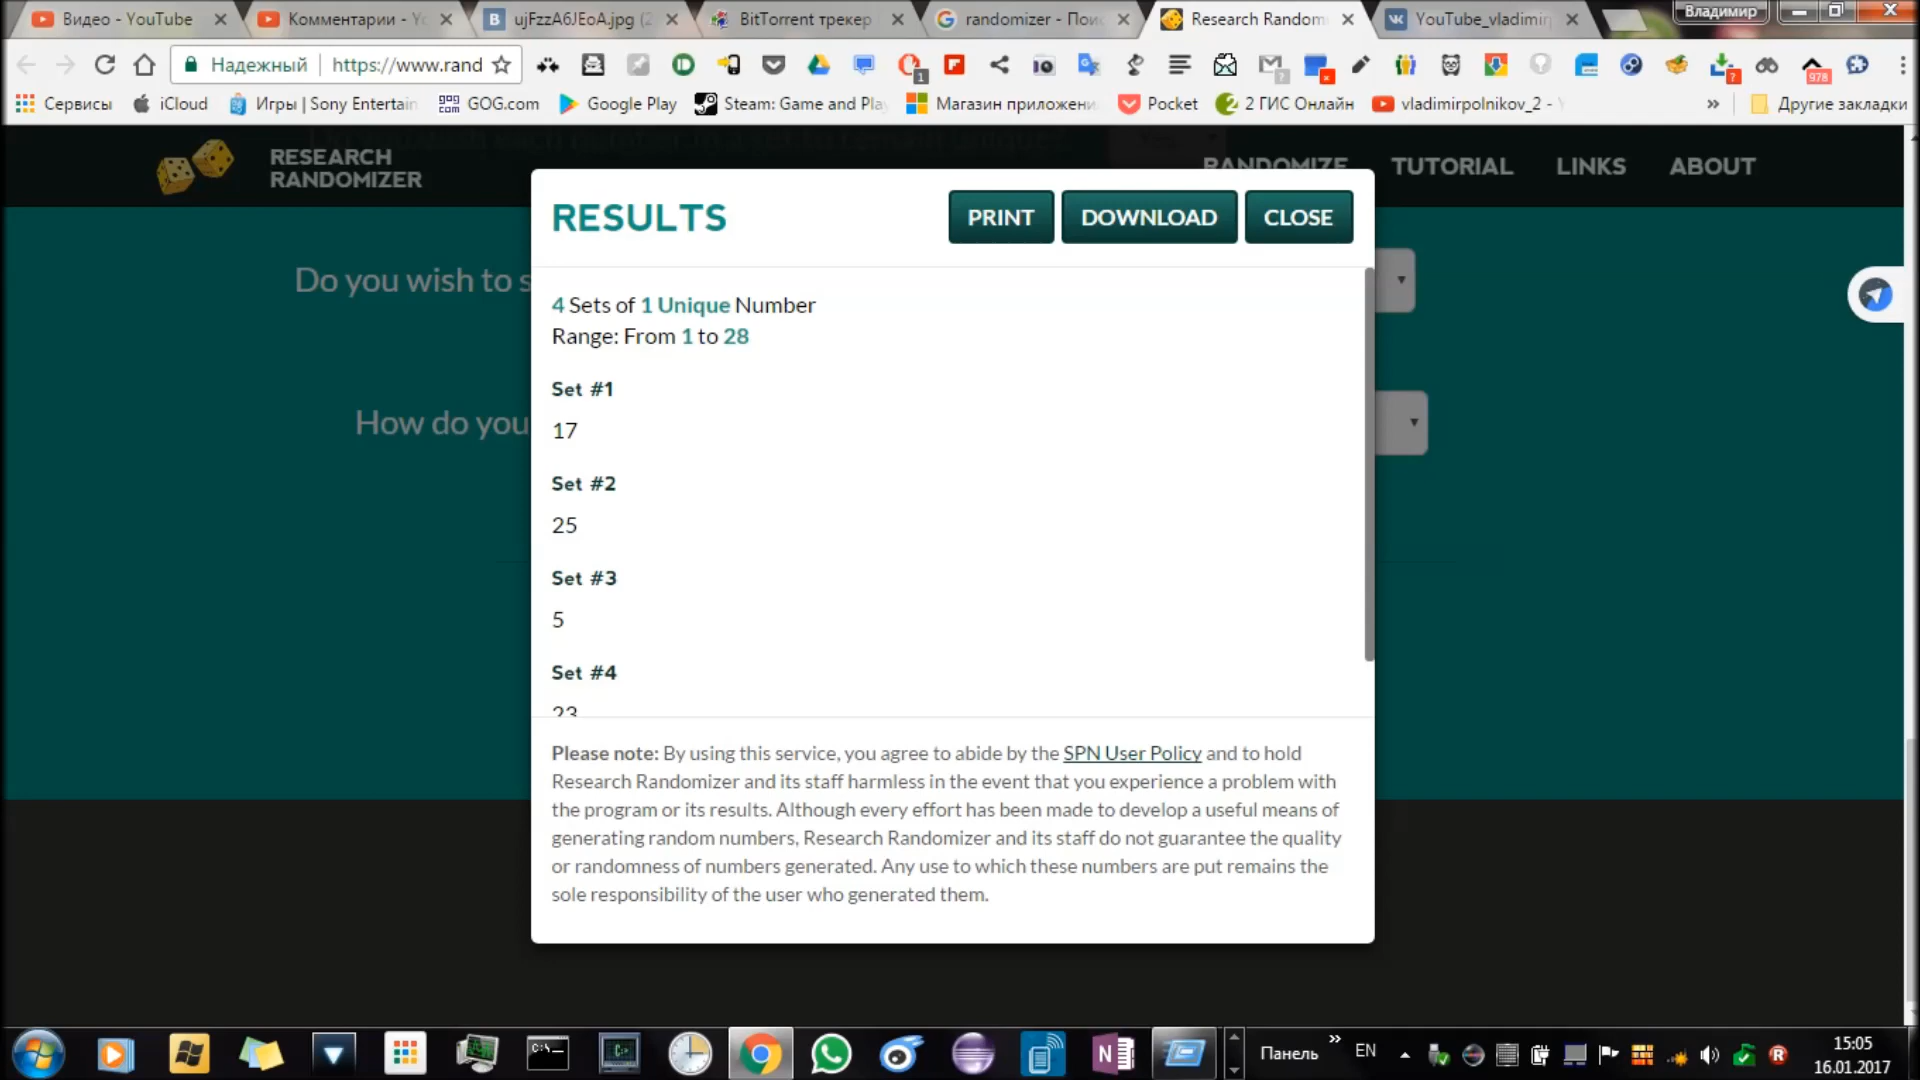 Видео - YouTube
Комментарии - Yo
ujFzzA6JEoA.jpg (2
BitTorrent трекер
randomizer - Поис
Research Random
YouTube_vladimir
Владимир
Надежный
https://www.rand
1
978
Сервисы
iCloud
Игры | Sony Entertain
GOG.com
Google Play
Steam: Game and Pla
Магазин приложени
Pocket
2 ГИС Онлайн
vladimirpolnikov_2 -
»
Другие закладки
RESEARCH
RANDOMIZER
RANDOMIZE
TUTORIAL
LINKS
ABOUT
RESULTS
PRINT
DOWNLOAD
CLOSE
Do you wish to s
How do you
4 Sets of 1 Unique Number
Range: From 1 to 28
Set #1
17
Set #2
25
Set #3
5
Set #4
23
Please note: By using this service, you agree to abide by the SPN User Policy and to hold
Research Randomizer and its staff harmless in the event that you experience a problem with
the program or its results. Although every effort has been made to develop a useful means of
generating random numbers, Research Randomizer and its staff do not guarantee the quality
or randomness of numbers generated. Any use to which these numbers are put remains the
sole responsibility of the user who generated them.
Панель
»
EN
15:05
16.01.2017